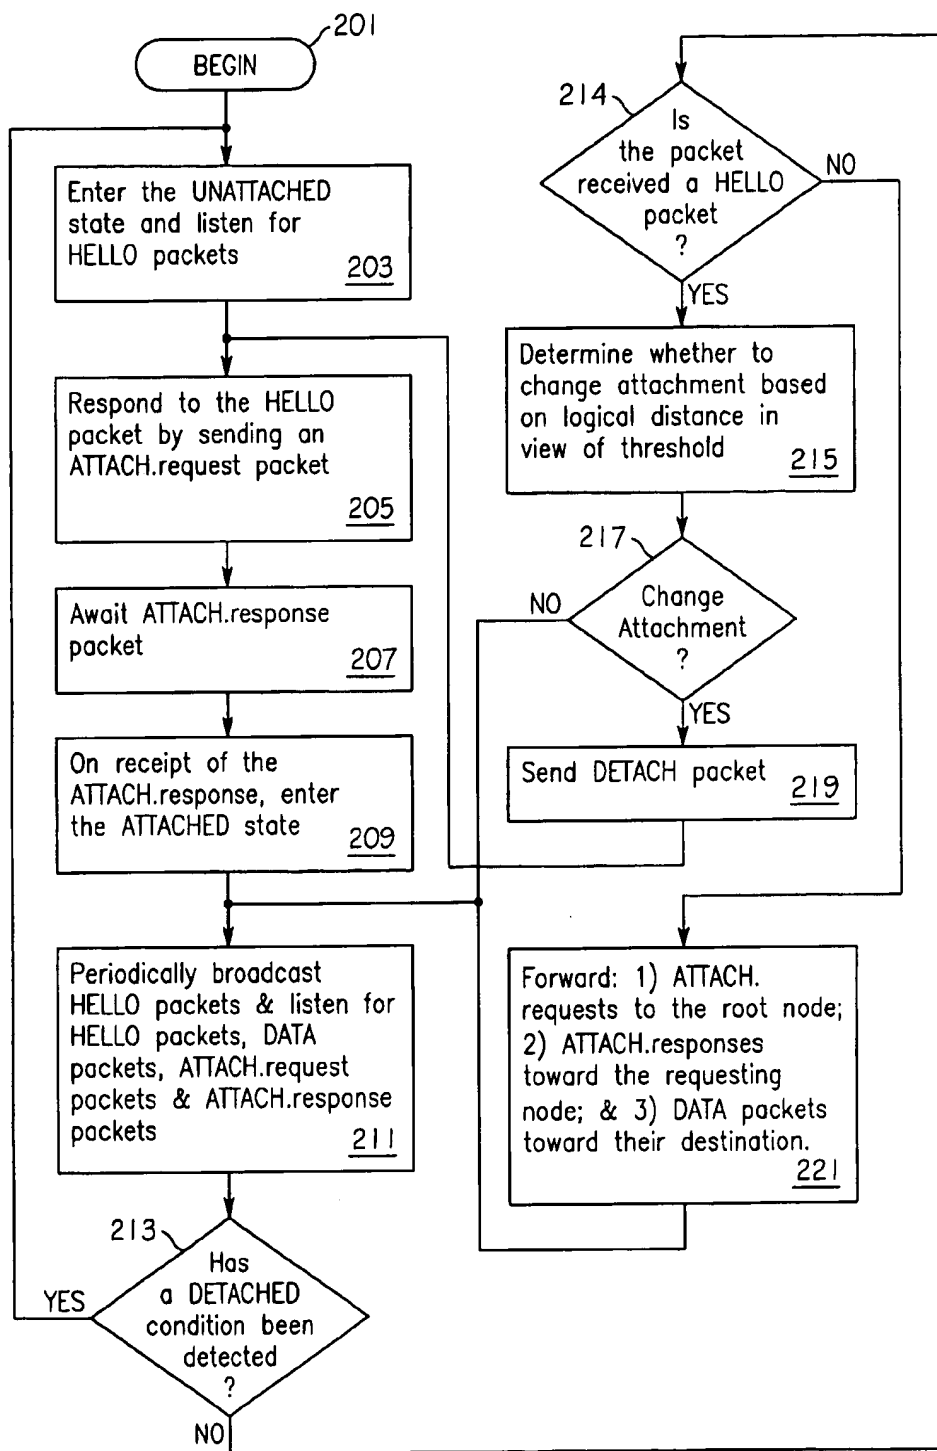 201
BEGIN
Enter the UNATTACHED
state and listen for
HELLO packets
203
Respond to the HELLO
packet by sending an
ATTACH.request packet
205
Await ATTACH.response
packet
207
On receipt of the
ATTACH.response, enter
the ATTACHED state
209
Periodically broadcast
HELLO packets & listen for
HELLO packets, DATA
packets, ATTACH.request
packets & ATTACH.response
packets
211
213
Has
a DETACHED
condition been
detected
?
YES
NO
214
Is
the packet
received a HELLO
packet
?
NO
YES
Determine whether to
change attachment based
on logical distance in
view of threshold
215
217
Change
Attachment
?
NO
YES
Send DETACH packet
219
Forward: 1) ATTACH.
requests to the root node;
2) ATTACH.responses
toward the requesting
node; & 3) DATA packets
toward their destination.
221